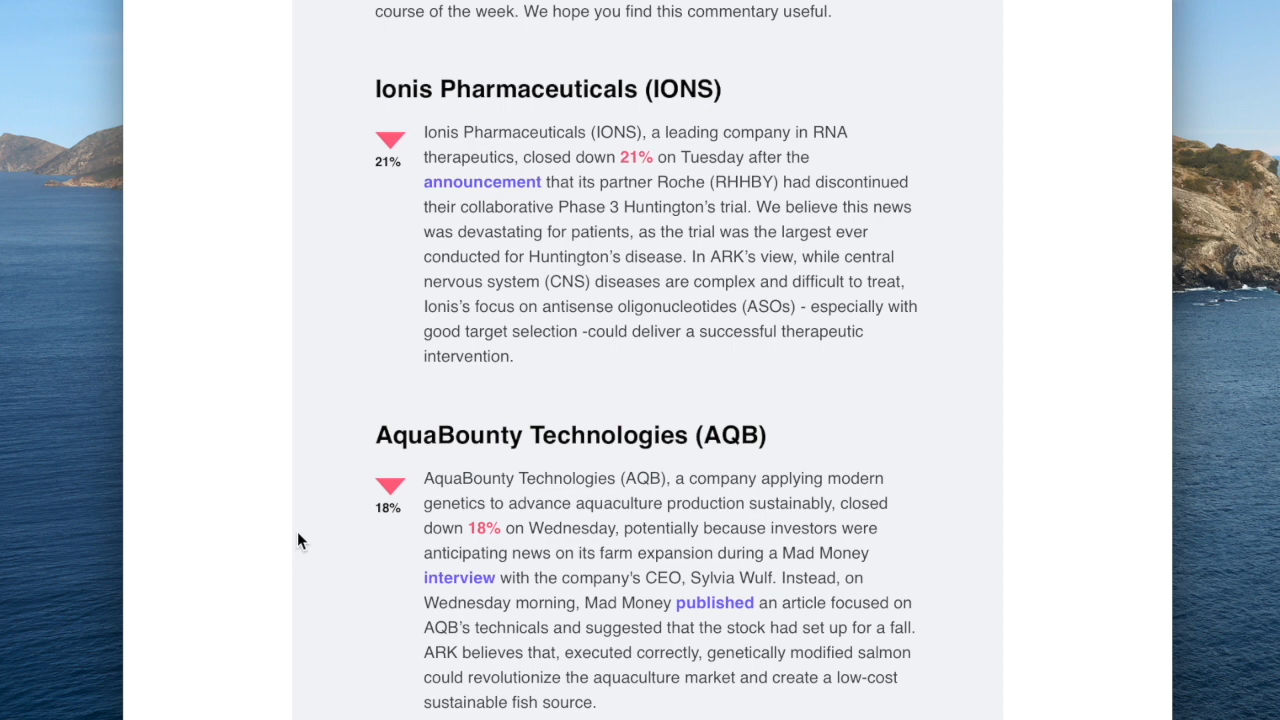 course of the week. We hope you find this commentary useful.
Ionis Pharmaceuticals (IONS)
21%
Ionis Pharmaceuticals (IONS), a leading company in RNA
therapeutics, closed down 21% on Tuesday after the
announcement that its partner Roche (RHHBY) had discontinued
their collaborative Phase 3 Huntington’s trial. We believe this news
was devastating for patients, as the trial was the largest ever
conducted for Huntington’s disease. In ARK’s view, while central
nervous system (CNS) diseases are complex and difficult to treat,
Ionis’s focus on antisense oligonucleotides (ASOs) - especially with
good target selection -could deliver a successful therapeutic
intervention.
AquaBounty Technologies (AQB)
18%
AquaBounty Technologies (AQB), a company applying modern
genetics to advance aquaculture production sustainably, closed
down 18% on Wednesday, potentially because investors were
anticipating news on its farm expansion during a Mad Money
interview with the company's CEO, Sylvia Wulf. Instead, on
Wednesday morning, Mad Money published an article focused on
AQB’s technicals and suggested that the stock had set up for a fall.
ARK believes that, executed correctly, genetically modified salmon
could revolutionize the aquaculture market and create a low-cost
sustainable fish source.